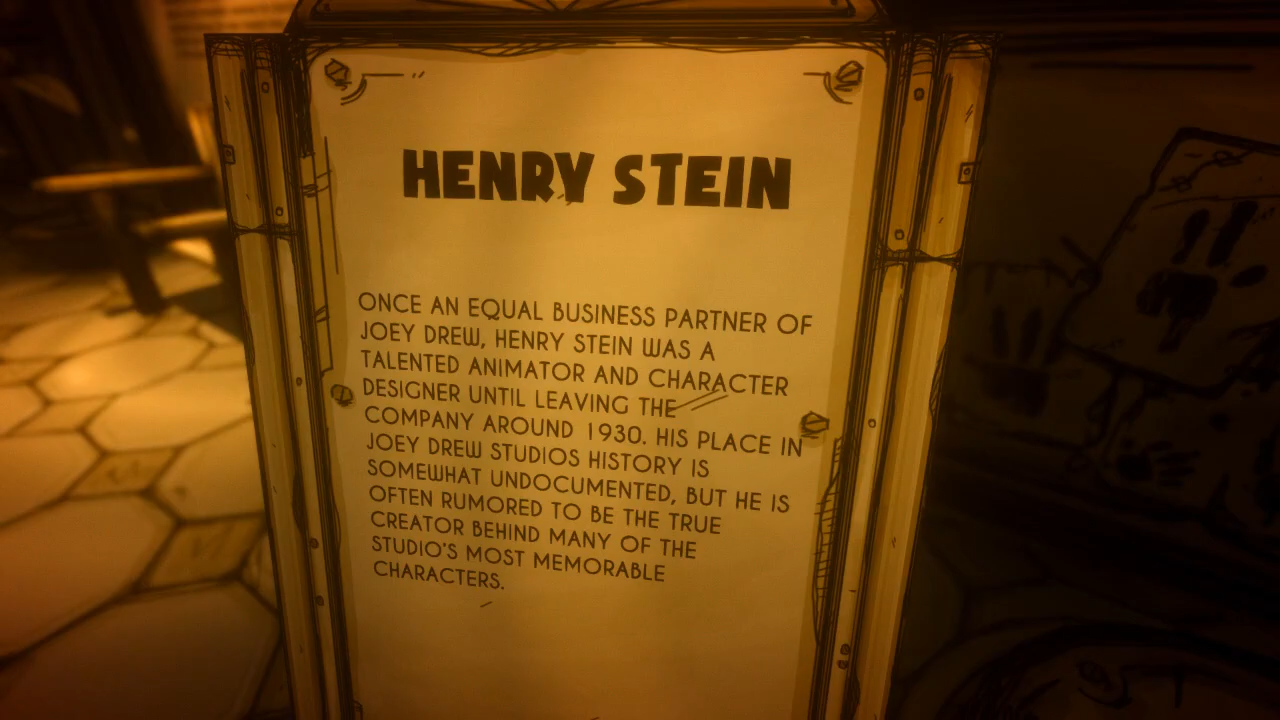 HENRY STEIN
ONCE AN EQUAL BUSINESS PARTNER OF
JOEY DREW, HENRY STEIN WAS A
TALENTED ANIMATOR AND CHARACTER
DESIGNER UNTIL LEAVING THE
COMPANY AROUND 1930. HIS PLACE IN
JOEY DREW STUDIOS HISTORY IS
SOMEWHAT UNDOCUMENTED, BUT HE IS
OFTEN RUMORED TO BE THE TRUE
CREATOR BEHIND MANY OF THE
STUDIO'S MOST MEMORABLE
CHARACTERS.